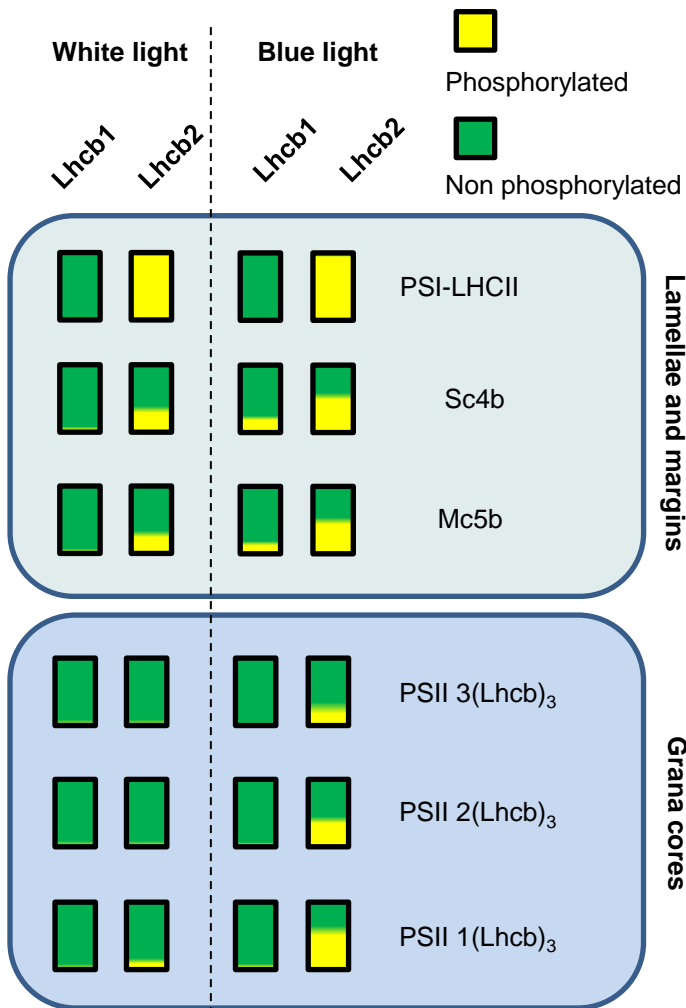 White light
Blue light
Phosphorylated
Non phosphorylated
Lhcb1
Lhcb2
Lhcb1
Lhcb2
PSI-LHCII
Sc4b
Mc5b
Lamellae and margins
PSII 3(Lhcb)₃
PSII 2(Lhcb)₃
PSII 1(Lhcb)₃
Grana cores